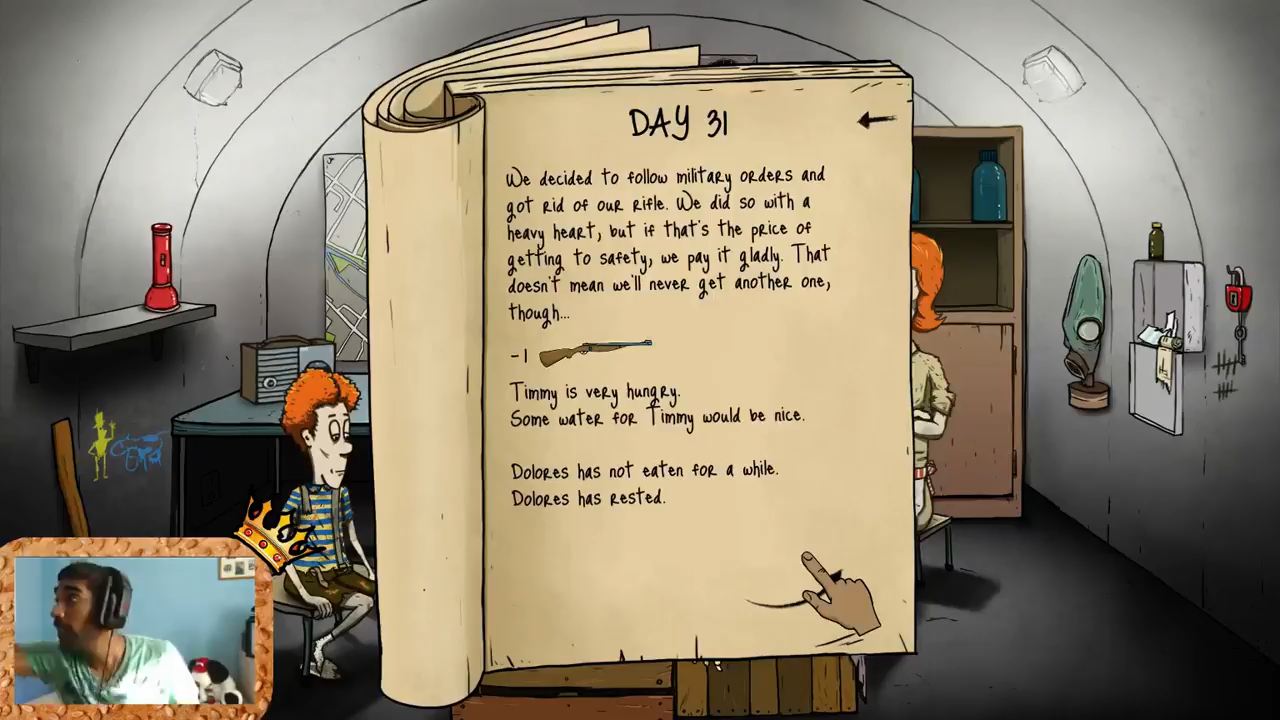 DAY 31
We decided to follow military orders and
got rid of our rifle. We did so with a
heavy heart, but if that's the price of
getting to safety, we pay it gladly. That
doesn't mean we'll never get another one,
though...
-1
Timmy is very hungry.
Some water for Timmy would be nice.
Dolores has not eaten for a while.
Dolores has rested.